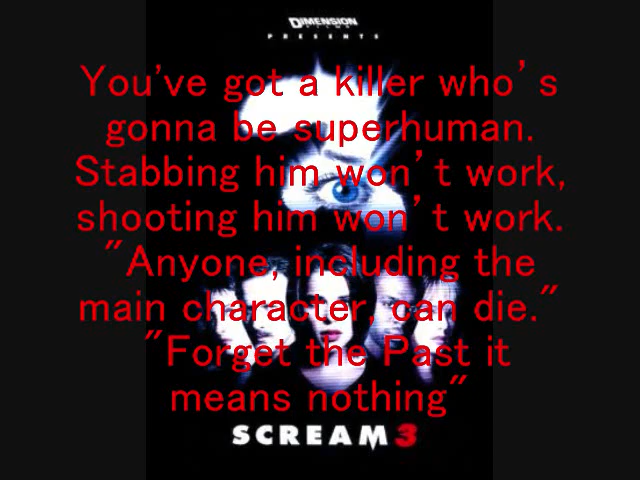 DIMENSION
FILMS
PRESENTS
You've got a killer who's
gonna be superhuman.
Stabbing him won't work,
shooting him won't work.
"Anyone, including the
main character, can die."
"Forget the Past it
means nothing"
SCREAM 3